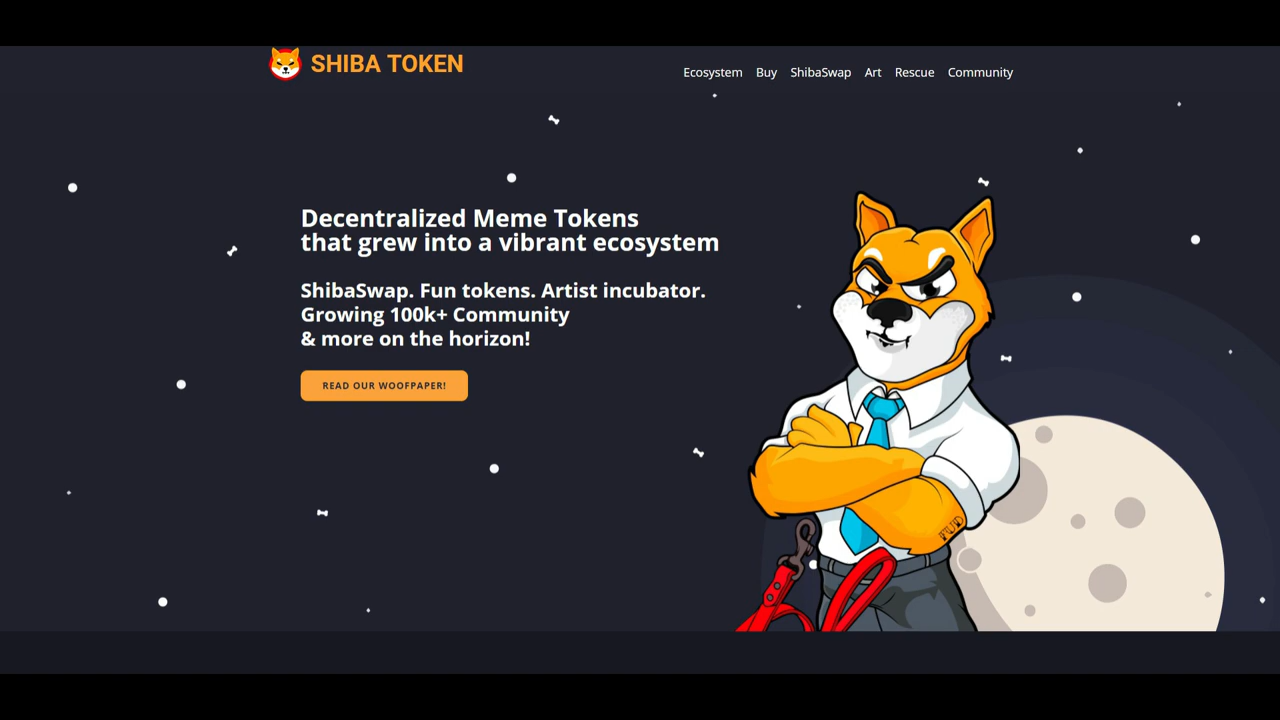 SHIBA TOKEN
Ecosystem Buy ShibaSwap Art Rescue Community
Decentralized Meme Tokens
that grew into a vibrant ecosystem
ShibaSwap. Fun tokens. Artist incubator.
Growing 100k+ Community
& more on the horizon!
READ OUR WOOFPAPER!
FUD